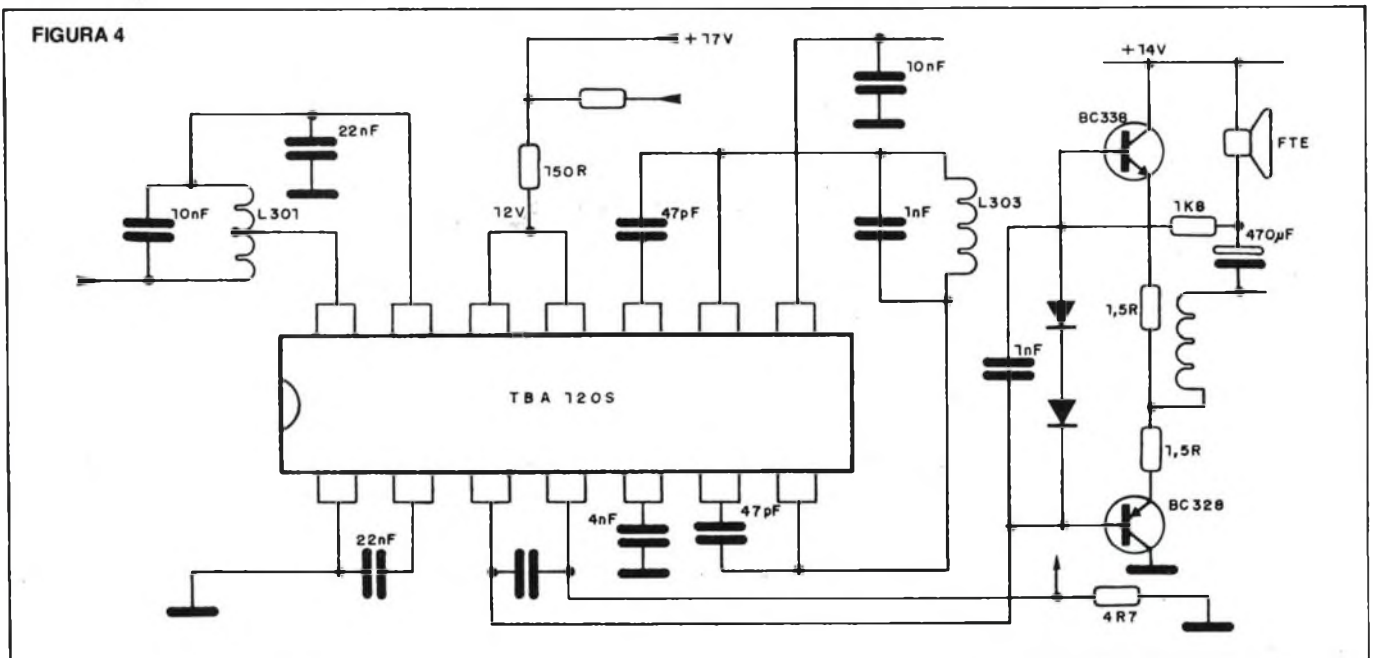 FIGURA 4
+17V
+14V
10nF
22nF
BC338
FTE
150R
10nF
L301
12V
47pF
1nF
L303
1K8
470µF
1,5R
1nF
TBA 120S
1,5R
4nF
47pF
BC328
22nF
4R7